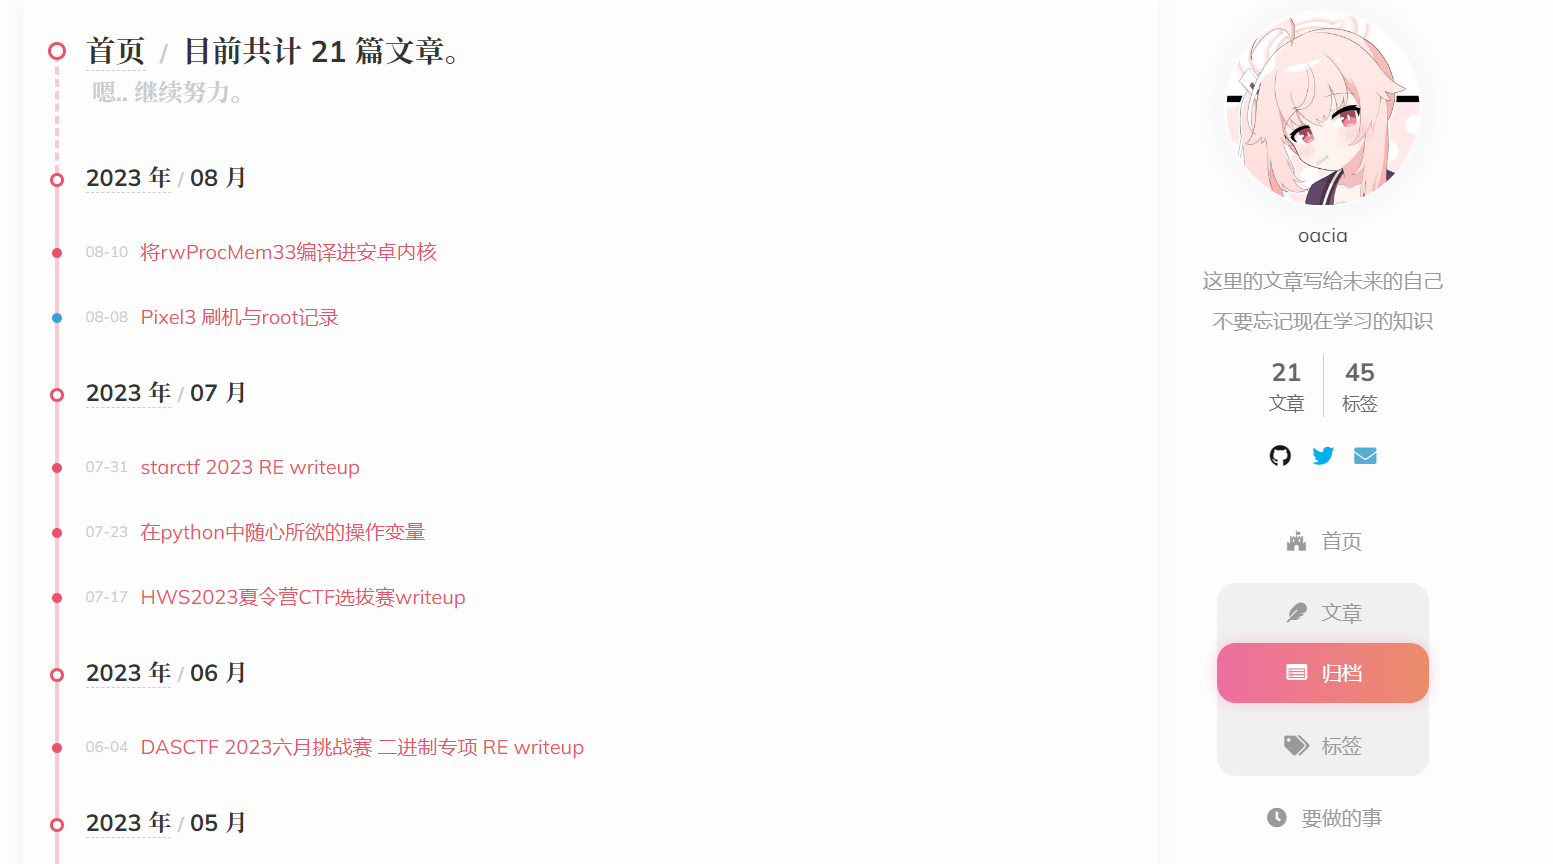 首页 / 目前共计 21 篇文章。
嗯.. 继续努力。
2023 年 / 08 月
08-10 将rwProcMem33编译进安卓内核
08-08 Pixel3 刷机与root记录
2023 年 / 07 月
07-31 starctf 2023 RE writeup
07-23 在python中随心所欲的操作变量
07-17 HWS2023夏令营CTF选拔赛writeup
2023 年 / 06 月
06-04 DASCTF 2023六月挑战赛 二进制专项 RE writeup
2023 年 / 05 月
oacia
这里的文章写给未来的自己
不要忘记现在学习的知识
21 45
文章 标签
首页
文章
归档
标签
要做的事